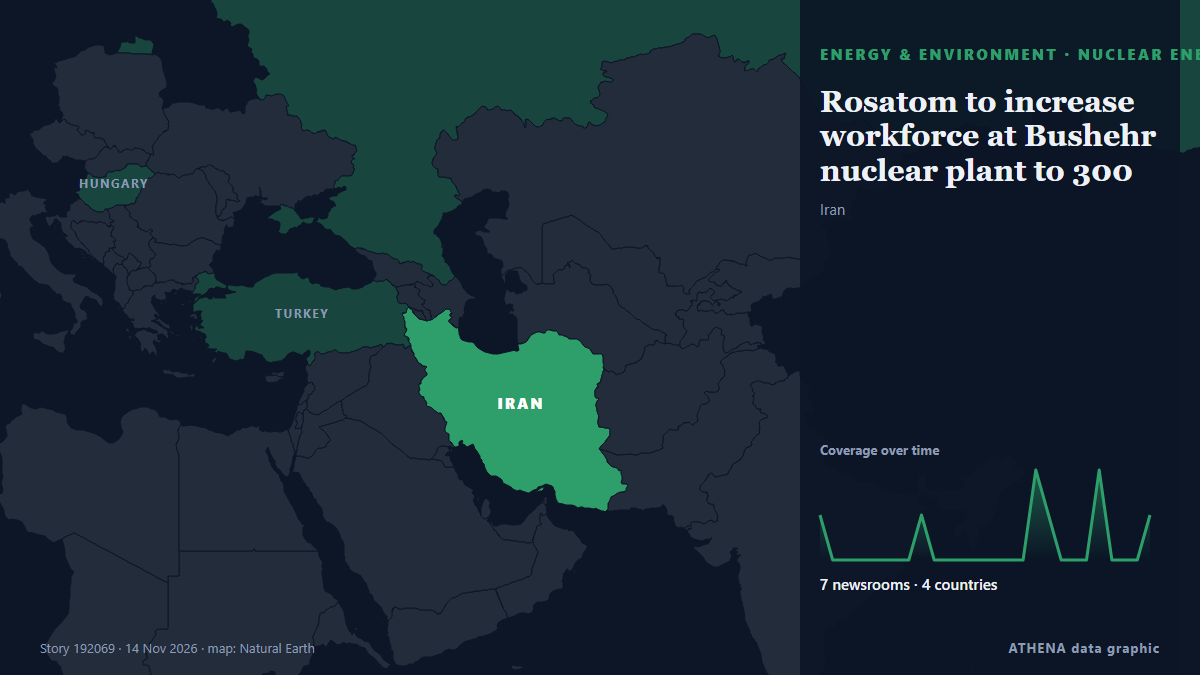 ENERGY & ENVIRONMENT · NUCLEAR
Rosatom to increase
workforce at Bushehr
nuclear plant to 300
Iran
HUNGARY
TURKEY
IRAN
Coverage over time
7 newsrooms · 4 countries
Story 192069 · 14 Nov 2026 · map: Natural Earth
ATHENA data graphic